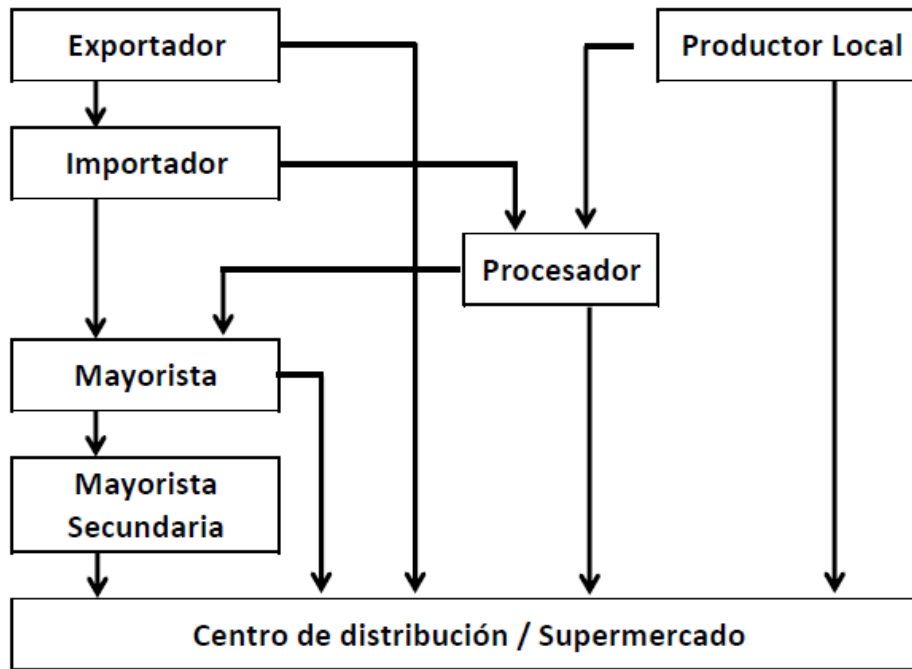 Exportador
Productor Local
Importador
Procesador
Mayorista
Mayorista
Secundaria
Centro de distribución / Supermercado